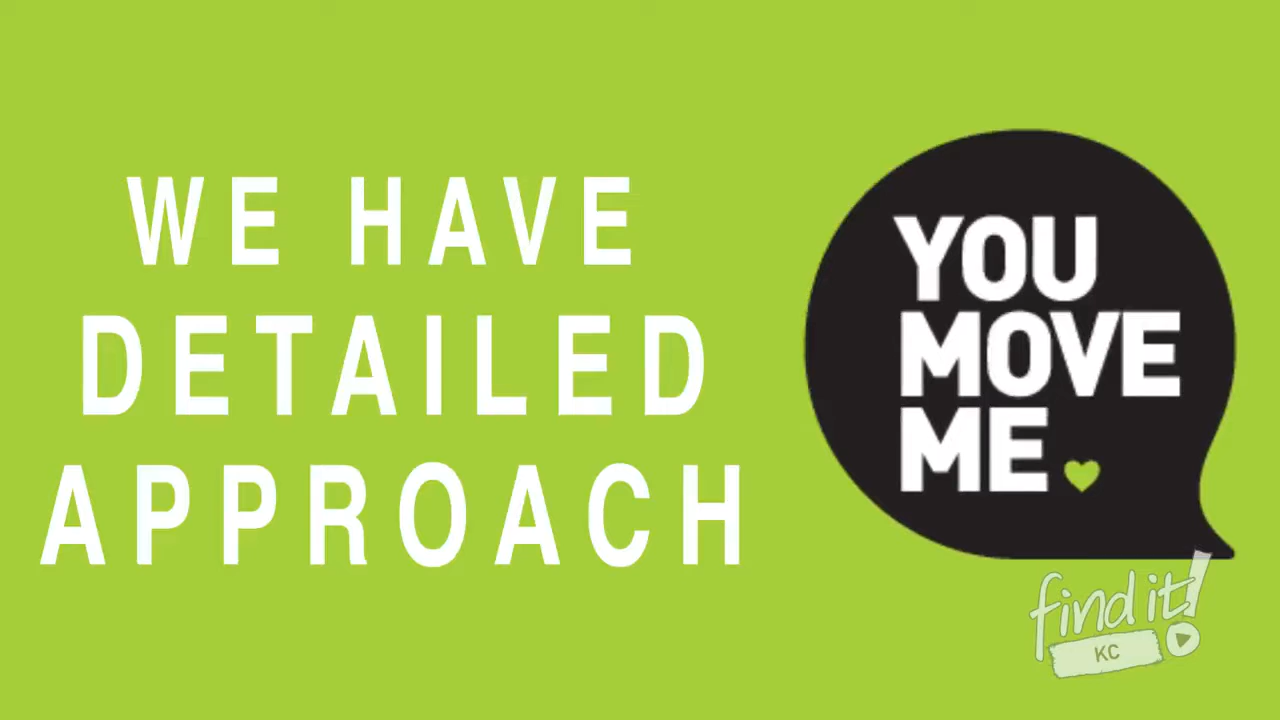 WE HAVE
DETAILED
APPROACH
YOU
MOVE
ME
find it!
KC